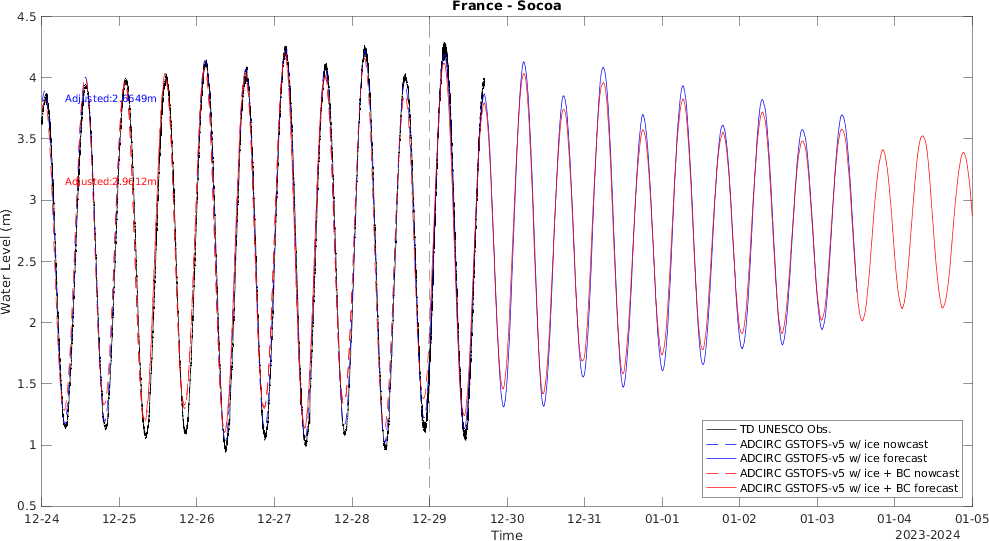 France - Socoa
4.5
4
3.5
3
2.5
2
1.5
1
0.5
Water Level (m)
Adjusted:2.6649m
Adjusted:2.9612m
TD UNESCO Obs.
ADCIRC GSTOFS-v5 w/ ice nowcast
ADCIRC GSTOFS-v5 w/ ice forecast
ADCIRC GSTOFS-v5 w/ ice + BC nowcast
ADCIRC GSTOFS-v5 w/ ice + BC forecast
12-24 12-25 12-26 12-27 12-28 12-29 12-30 12-31 01-01 01-02 01-03 01-04 01-05
Time
2023-2024